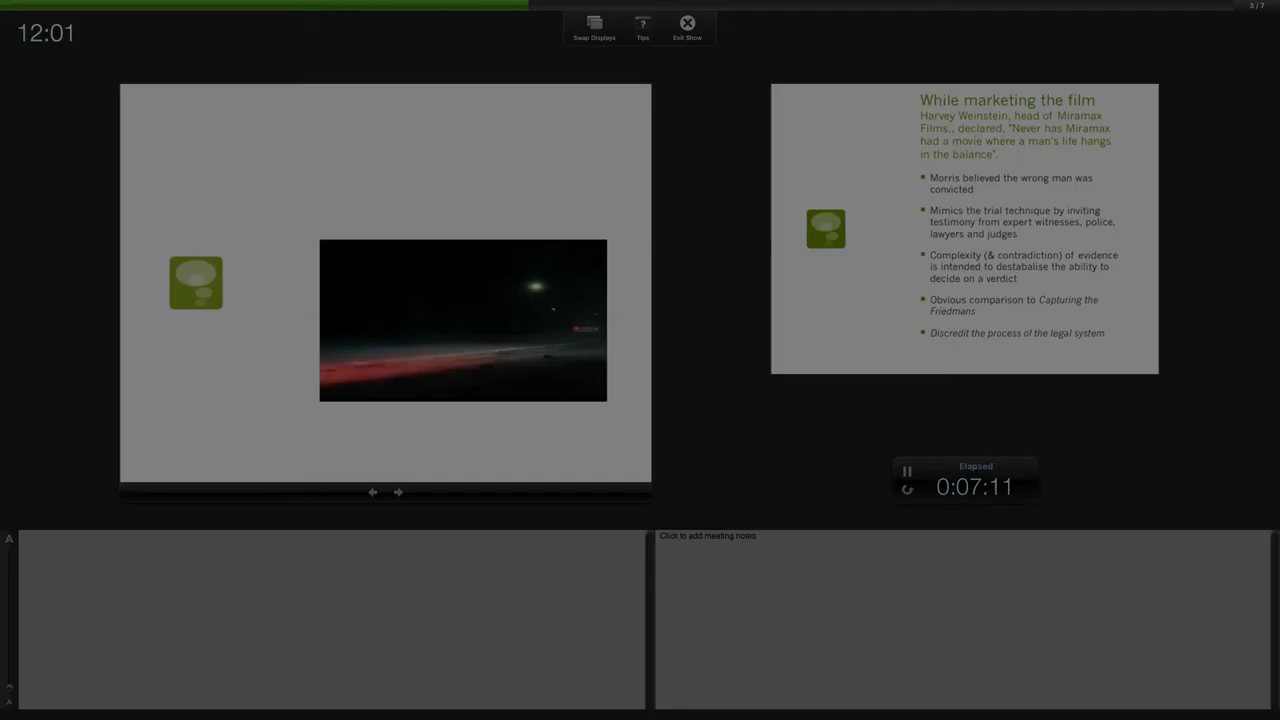 3 / 7
12:01
Swap Displays
Tips
Exit Show
While marketing the film
Harvey Weinstein, head of Miramax
Films,, declared, "Never has Miramax
had a movie where a man's life hangs
in the balance".
Morris believed the wrong man was
convicted
Mimics the trial technique by inviting
testimony from expert witnesses, police,
lawyers and judges
Complexity (& contradiction) of evidence
is intended to destabalise the ability to
decide on a verdict
Obvious comparison to Capturing the
Friedmans
Discredit the process of the legal system
Elapsed
0:07:11
A
A
Click to add meeting notes